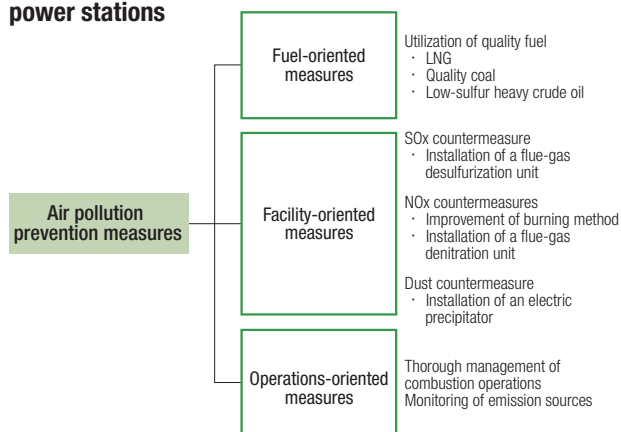 power stations
Air pollution
prevention measures
Fuel-oriented
measures
Utilization of quality fuel
・ LNG
・ Quality coal
・ Low-sulfur heavy crude oil
Facility-oriented
measures
SOx countermeasure
・ Installation of a flue-gas
desulfurization unit
NOx countermeasures
・ Improvement of burning method
・ Installation of a flue-gas
denitration unit
Dust countermeasure
・ Installation of an electric
precipitator
Operations-oriented
measures
Thorough management of
combustion operations
Monitoring of emission sources